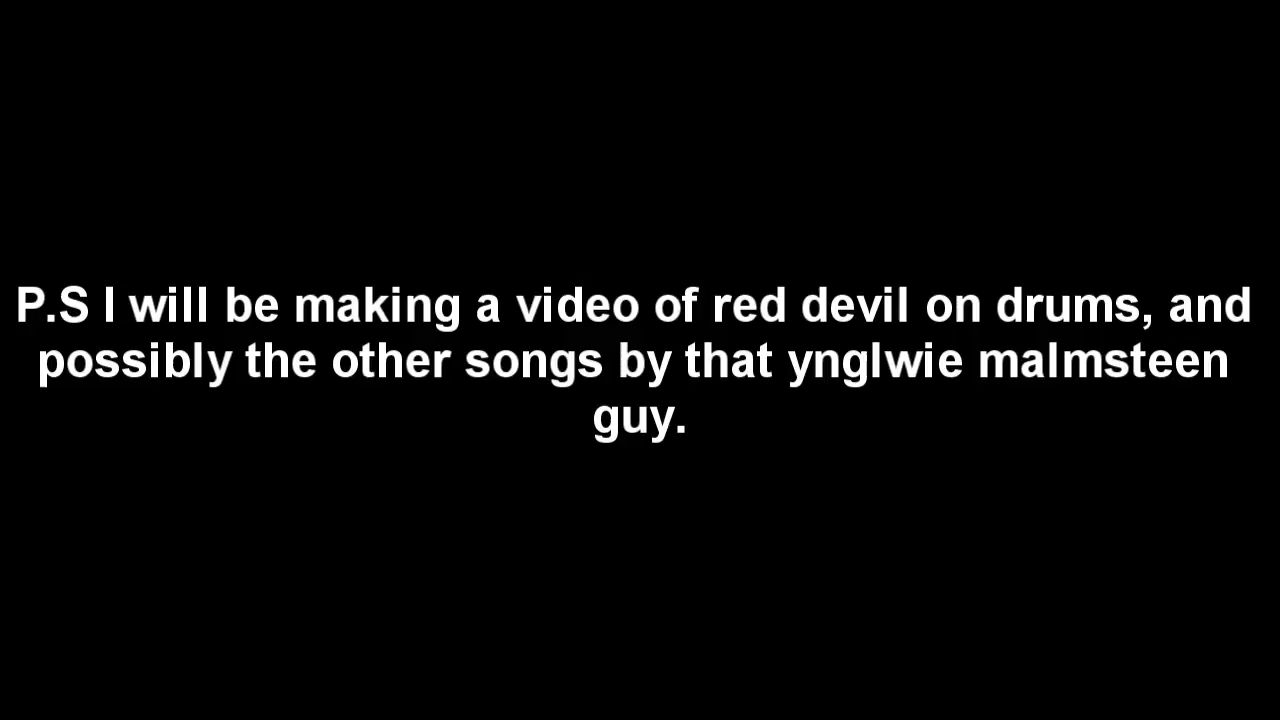 P.S I will be making a video of red devil on drums, and
possibly the other songs by that ynglwie malmsteen
guy.